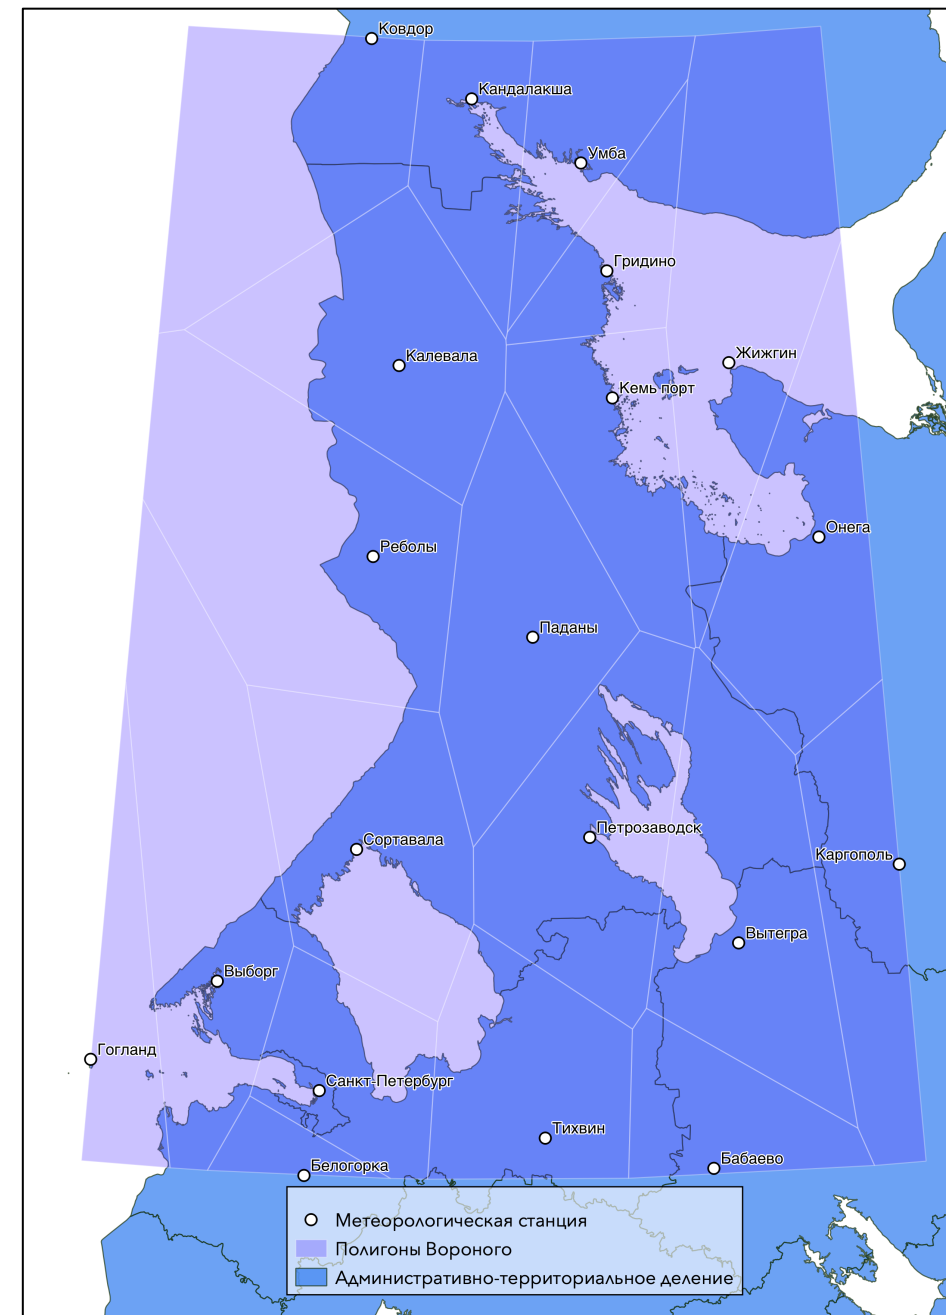 Ковдор
Кандалакша
Умба
Гридино
Калевала
Жижгин
Кемь порт
Онега
Реболы
Паданы
Петрозаводск
Сортавала
Каргополь
Вытегра
Выборг
Гогланд
Санкт-Петербург
Тихвин
Бабаево
Белогорка
Метеорологическая станция
Полигоны Вороного
Административно-территориальное деление